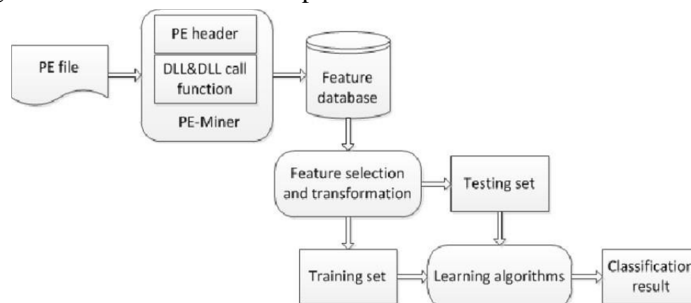 PE header
PE file
DLL&DLL call
function
PE-Miner
Feature
database
Feature selection
and transformation
Testing set
Training set
Learning algorithms
Classification
result